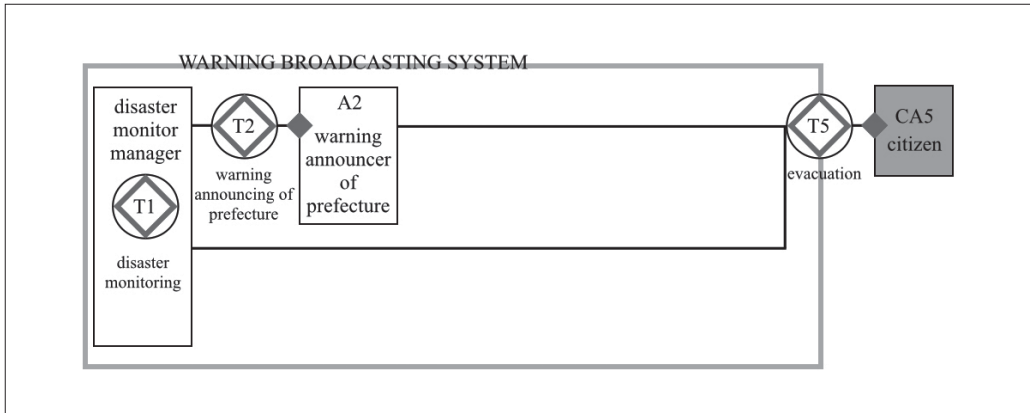 WARNING BROADCASTING SYSTEM
disaster
monitor
manager
T1
disaster
monitoring
T2
warning
announcing of
prefecture
A2
warning
announcer
of
prefecture
T5
evacuation
CA5
citizen